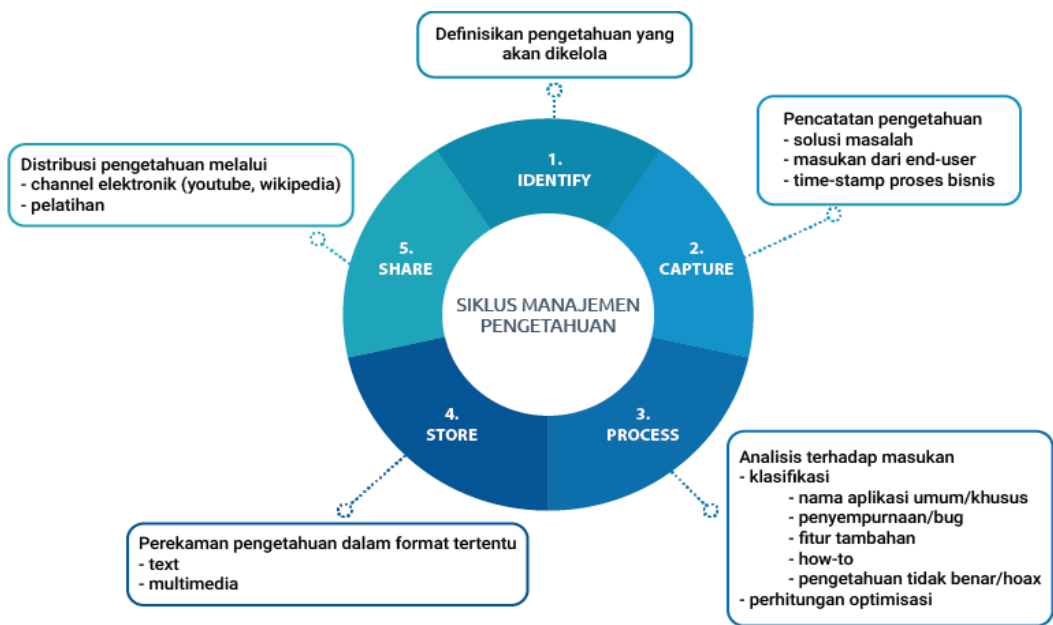 Definisikan pengetahuan yang
akan dikelola
Pencatatan pengetahuan
- solusi masalah
- masukan dari end-user
- time-stamp proses bisnis
Distribusi pengetahuan melalui
- channel elektronik (youtube, wikipedia)
- pelatihan
1.
IDENTIFY
2.
CAPTURE
5.
SHARE
SIKLUS MANAJEMEN
PENGETAHUAN
4.
STORE
3.
PROCESS
Analisis terhadap masukan
- klasifikasi
- nama aplikasi umum/khusus
- penyempurnaan/bug
- fitur tambahan
- how-to
- pengetahuan tidak benar/hoax
- perhitungan optimisasi
Perekaman pengetahuan dalam format tertentu
- text
- multimedia